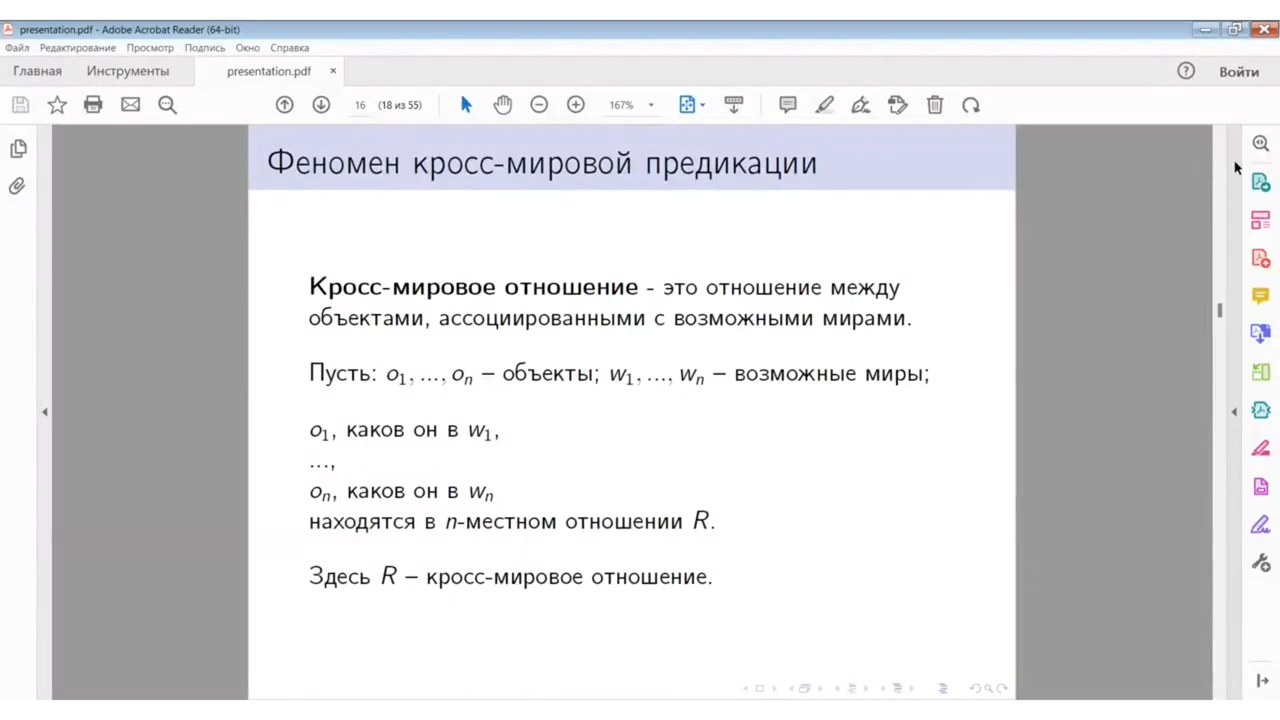 presentation.pdf - Adobe Acrobat Reader (64-bit)
Файл Редактирование Просмотр Подпись Окно Справка
Главная Инструменты presentation.pdf × Войти
16 (18 из 55) 167%
Феномен кросс-мировой предикации
Кросс-мировое отношение - это отношение между
объектами, ассоциированными с возможными мирами.
Пусть: o₁, ..., oₙ – объекты; w₁, ..., wₙ – возможные миры;
o₁, каков он в w₁,
...,
oₙ, каков он в wₙ
находятся в n-местном отношении R.
Здесь R – кросс-мировое отношение.